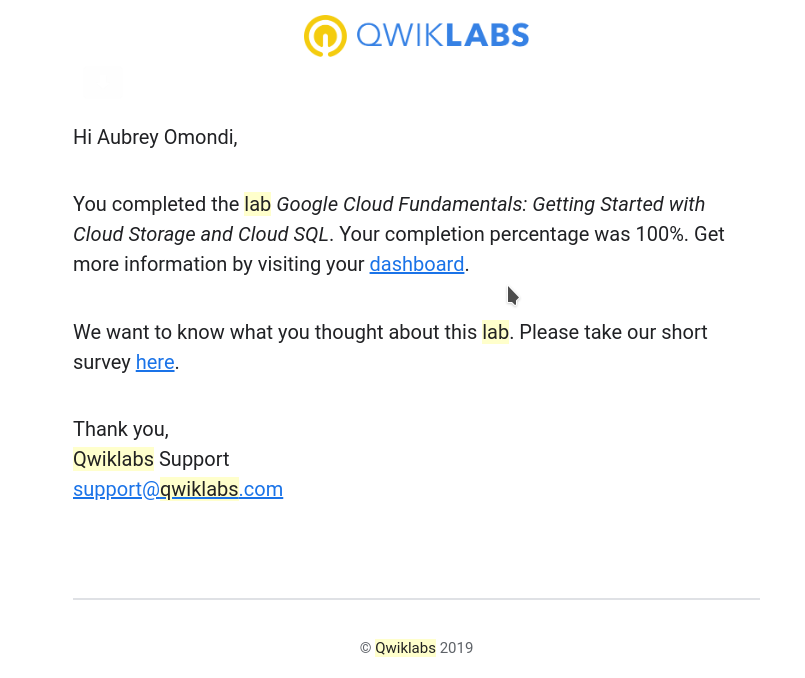 QWIKLABS
Hi Aubrey Omondi,
You completed the lab Google Cloud Fundamentals: Getting Started with
Cloud Storage and Cloud SQL. Your completion percentage was 100%. Get
more information by visiting your dashboard.
We want to know what you thought about this lab. Please take our short
survey here.
Thank you,
Qwiklabs Support
support@qwiklabs.com
© Qwiklabs 2019